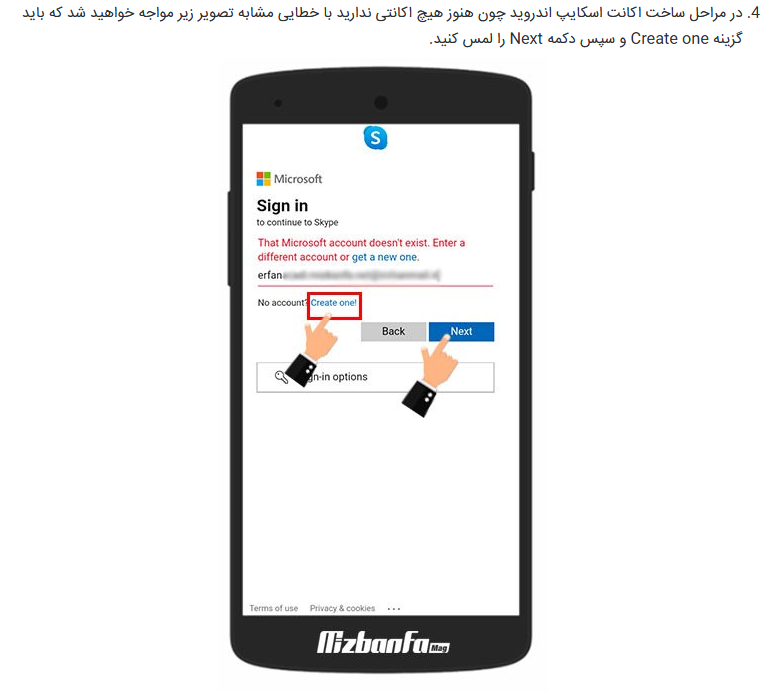 4. در مراحل ساخت اکانت اسکایپ اندروید چون هنوز هیچ اکانتی ندارید با خطایی مشابه تصویر زیر مواجه خواهید شد که باید
گزینه Create one و سپس دکمه Next را لمس کنید.
S
Microsoft
Sign in
to continue to Skype
That Microsoft account doesn't exist. Enter a
different account or get a new one.
erfan
No account? Create one!
Back Next
options
Terms of use Privacy & cookies ...
Mizbanfa Mag